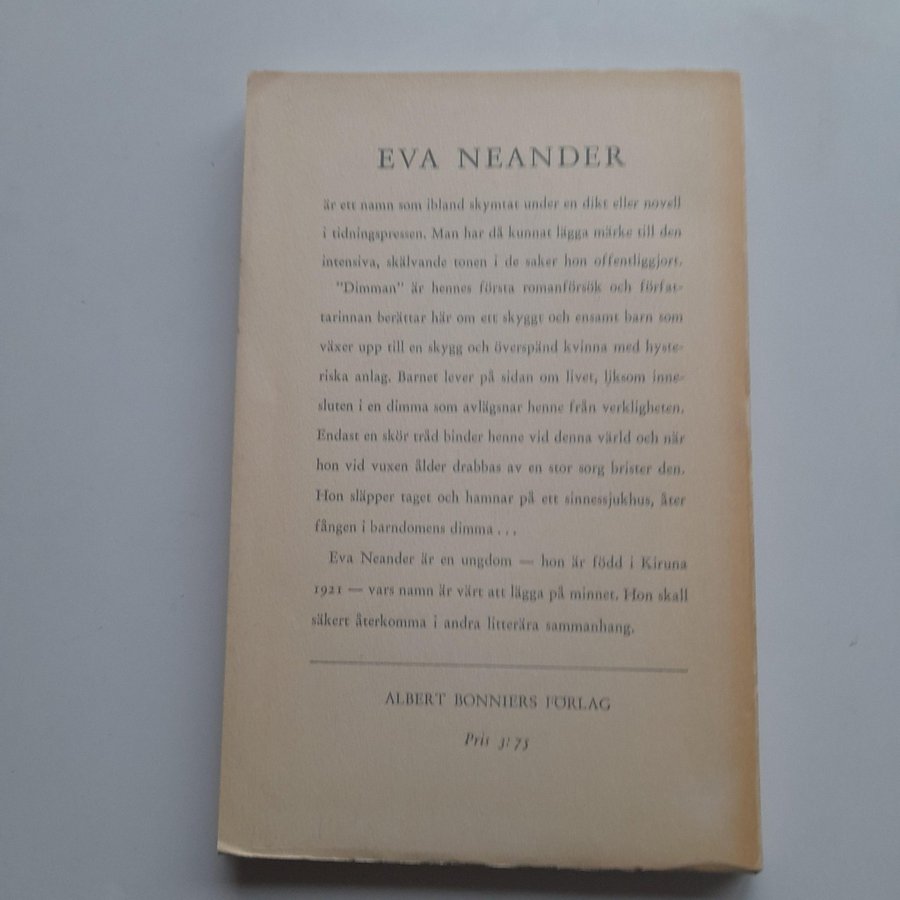 EVA NEANDER
är ett namn som ibland skymtat under en dikt eller novell
i tidningspressen. Man har då kunnat lägga märke till den
intensiva, skälvande tonen i de saker hon offentliggjort.
"Dimman" är hennes första romanförsök och förfat-
tarinnan berättar här om ett skyggt och ensamt barn som
växer upp till en skygg och överspänd kvinna med hyste-
riska anlag. Barnet lever på sidan om livet, liksom inne-
sluten i en dimma som avlägsnar henne från verkligheten.
Endast en skör tråd binder henne vid denna värld och när
hon vid vuxen ålder drabbas av en stor sorg brister den.
Hon släpper taget och hamnar på ett sinnessjukhus, åter
fången i barndomens dimma . . .
Eva Neander är en ungdom — hon är född i Kiruna
1921 — vars namn är värt att lägga på minnet. Hon skall
säkert återkomma i andra litterära sammanhang.
ALBERT BONNIERS FÖRLAG
Pris 3:75